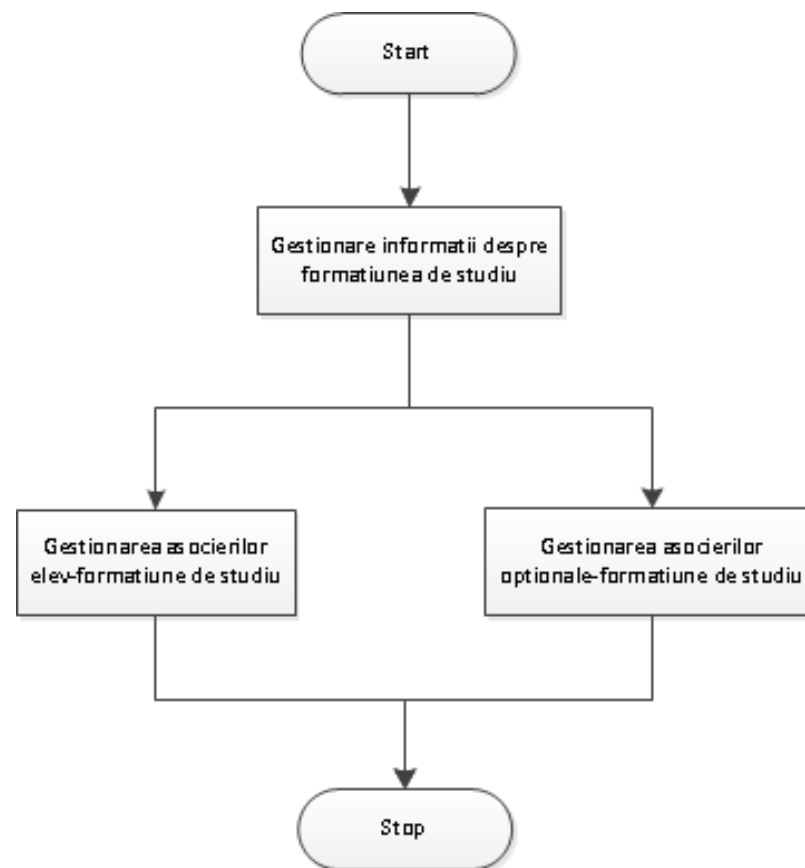 Start
Gestionare informatii despre
formatiunea de studiu
Gestionarea asocierilor
elev-formatiune de studiu
Gestionarea asocierilor
optionale-formatiune de studiu
Stop